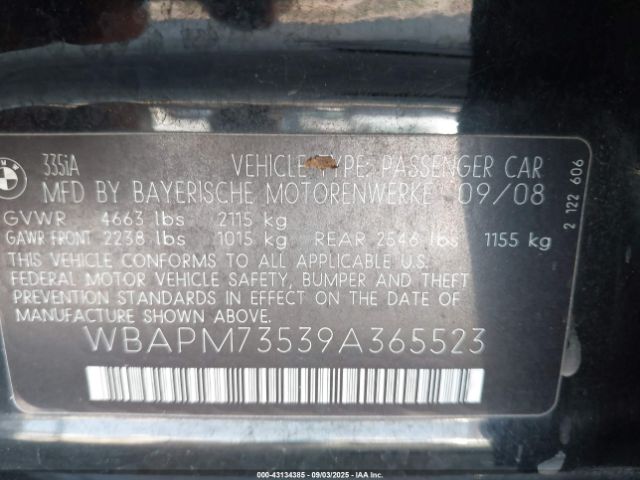 BMW
335iA VEHICLE TYPE: PASSENGER CAR
MFD BY BAYERISCHE MOTORENWERKE 09/08
GVWR 4663 lbs 2115 kg
GAWR FRONT 2238 lbs 1015 kg REAR 2546 lbs 1155 kg
THIS VEHICLE CONFORMS TO ALL APPLICABLE U.S.
FEDERAL MOTOR VEHICLE SAFETY, BUMPER AND THEFT
PREVENTION STANDARDS IN EFFECT ON THE DATE OF
MANUFACTURE SHOWN ABOVE.
WBAPM73539A365523
2 122 606
000-43134385 - 09/03/2025 - IAA Inc.